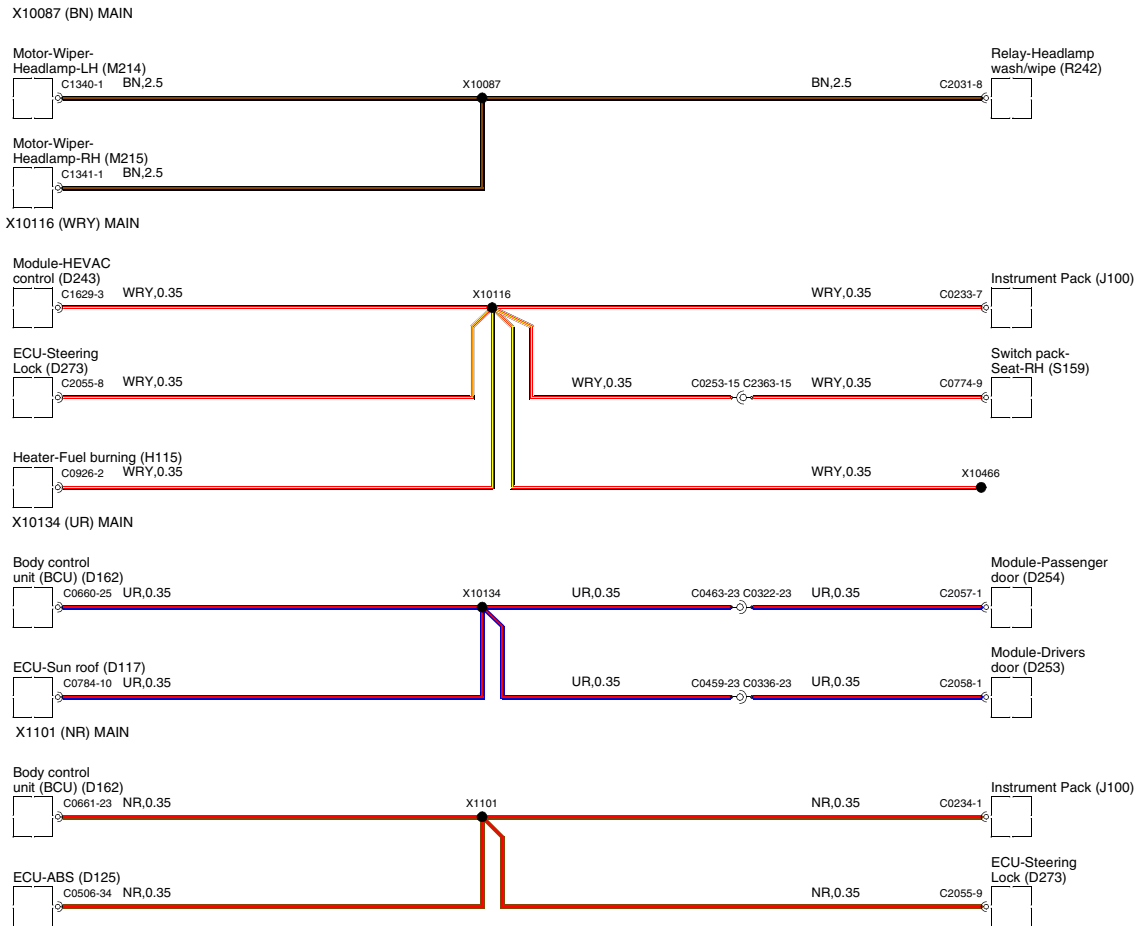 X10087 (BN) MAIN
Motor-Wiper-
Headlamp-LH (M214)
C1340-1 BN,2.5 X10087 BN,2.5 C2031-8
Relay-Headlamp
wash/wipe (R242)
Motor-Wiper-
Headlamp-RH (M215)
C1341-1 BN,2.5
X10116 (WRY) MAIN
Module-HEVAC
control (D243)
C1629-3 WRY,0.35 X10116 WRY,0.35 C0233-7
Instrument Pack (J100)
ECU-Steering
Lock (D273)
C2055-8 WRY,0.35 WRY,0.35 C0253-15 C2363-15 WRY,0.35 C0774-9
Switch pack-
Seat-RH (S159)
Heater-Fuel burning (H115)
C0926-2 WRY,0.35 WRY,0.35 X10466
X10134 (UR) MAIN
Body control
unit (BCU) (D162)
C0660-25 UR,0.35 X10134 UR,0.35 C0463-23 C0322-23 UR,0.35 C2057-1
Module-Passenger
door (D254)
ECU-Sun roof (D117)
C0784-10 UR,0.35 UR,0.35 C0459-23 C0336-23 UR,0.35 C2058-1
Module-Drivers
door (D253)
X1101 (NR) MAIN
Body control
unit (BCU) (D162)
C0661-23 NR,0.35 X1101 NR,0.35 C0234-1
Instrument Pack (J100)
ECU-ABS (D125)
C0506-34 NR,0.35 NR,0.35 C2055-9
ECU-Steering
Lock (D273)